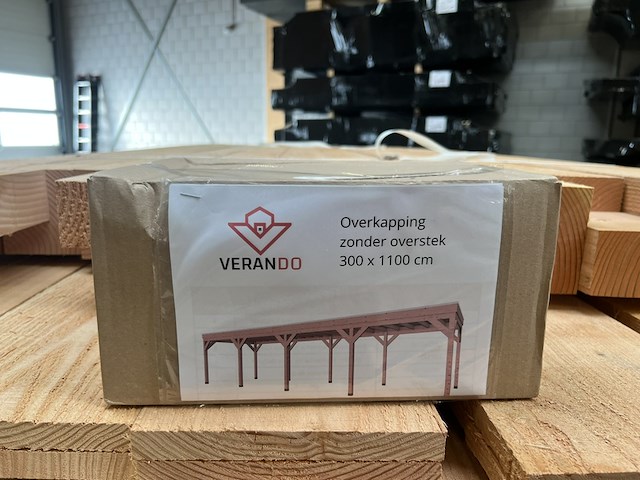 VERANDO
Overkapping
zonder overstek
300 x 1100 cm